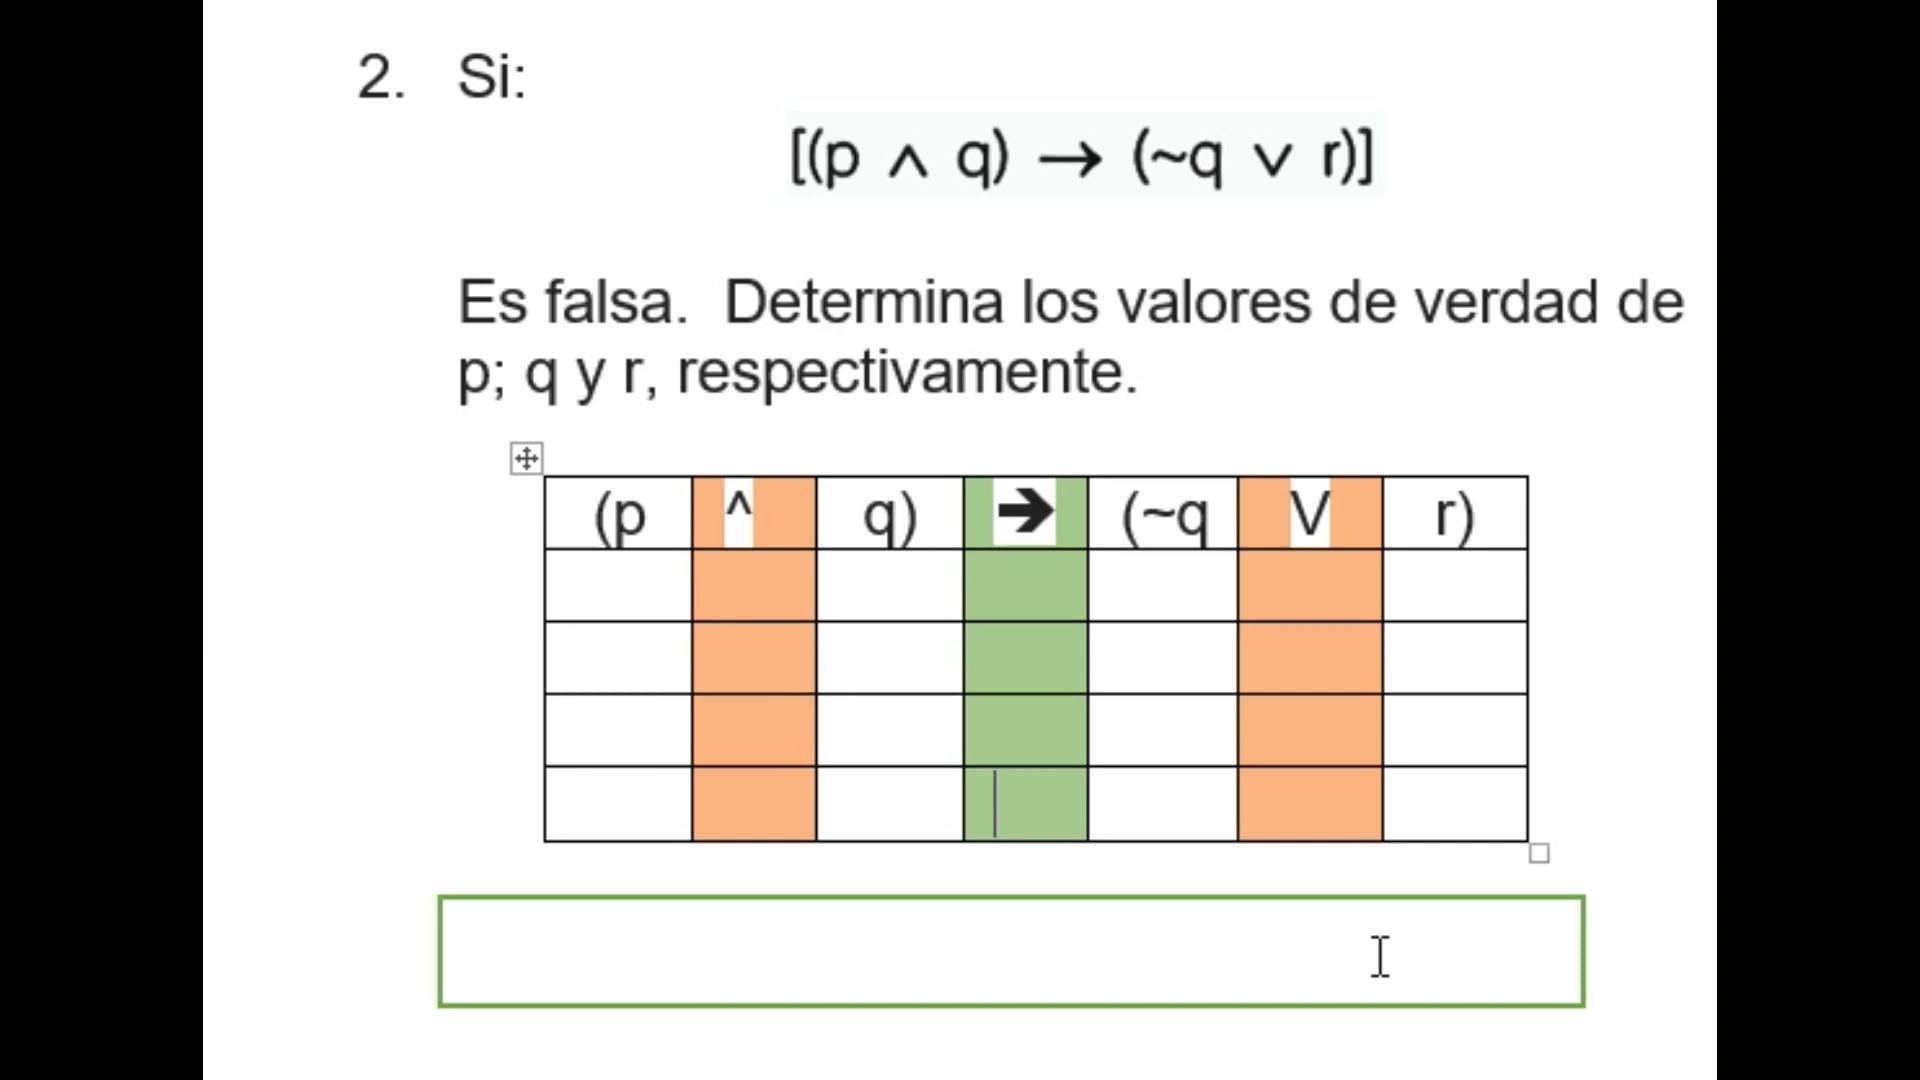 2. Si:
[(p ∧ q) → (~q ∨ r)]
Es falsa. Determina los valores de verdad de
p; q y r, respectivamente.
(p ^ q) ➔ (~q V r)